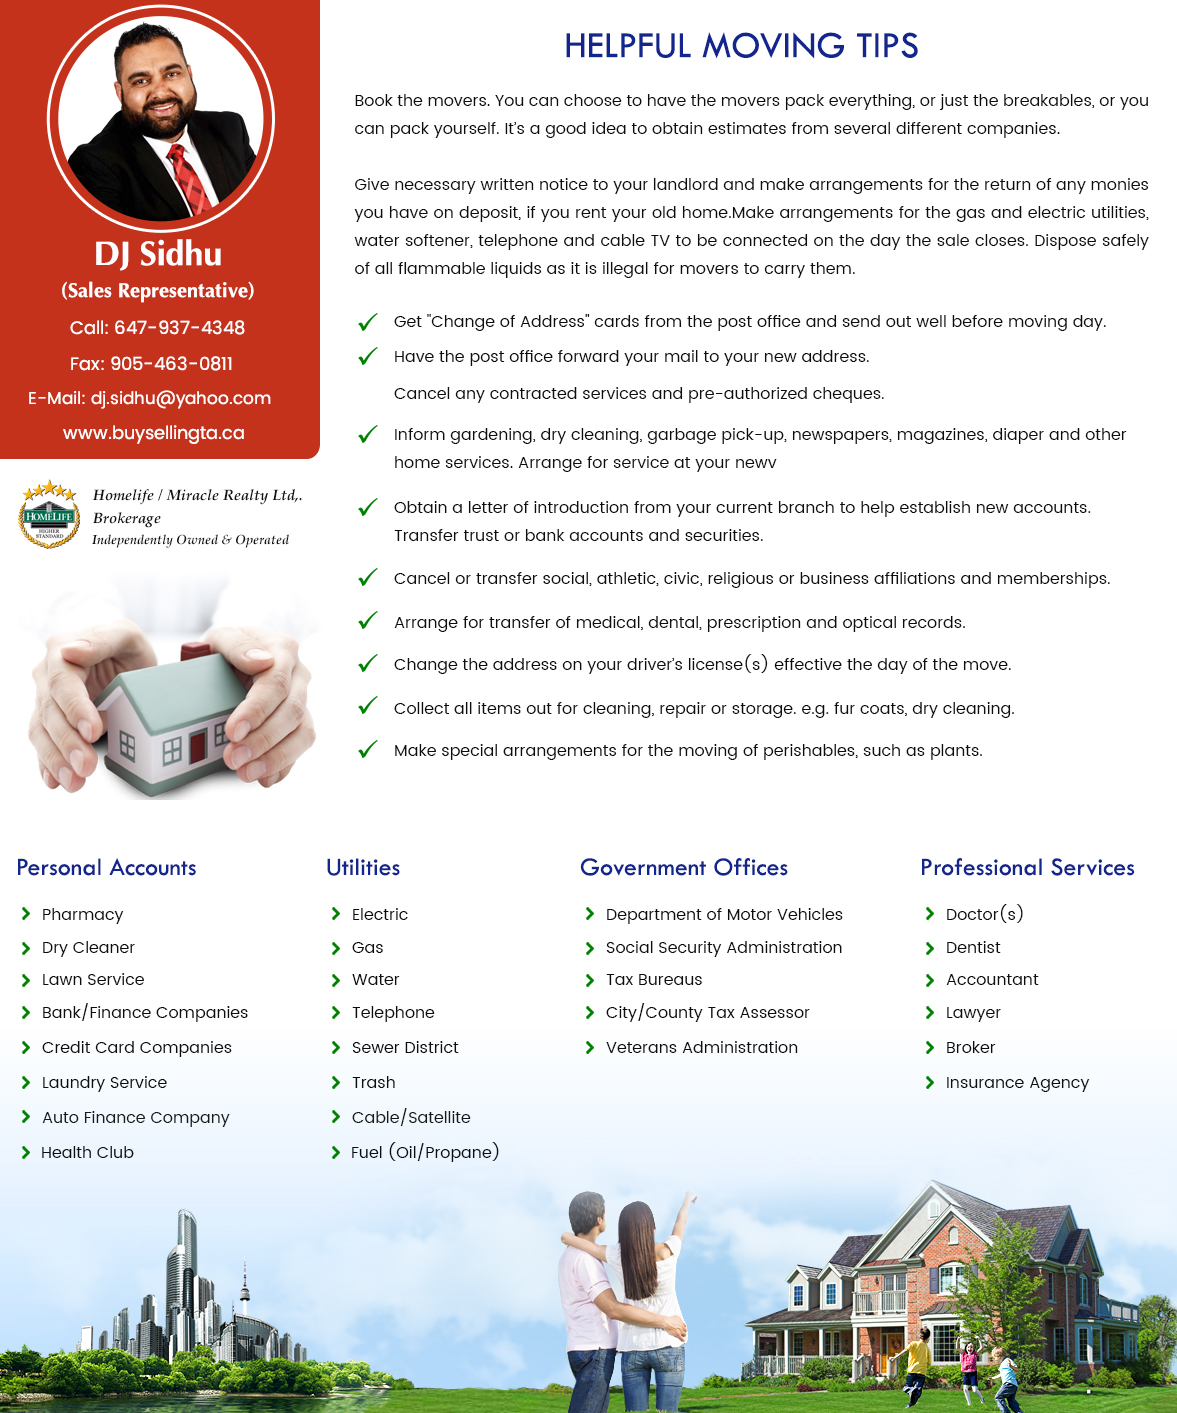 DJ Sidhu
(Sales Representative)
Call: 647-937-4348
Fax: 905-463-0811
E-Mail: dj.sidhu@yahoo.com
www.buysellingta.ca
HOMELIFE
HIGHER
STANDARD
Homelife / Miracle Realty Ltd,.
Brokerage
Independently Owned & Operated
HELPFUL MOVING TIPS
Book the movers. You can choose to have the movers pack everything, or just the breakables, or you
can pack yourself. It's a good idea to obtain estimates from several different companies.
Give necessary written notice to your landlord and make arrangements for the return of any monies
you have on deposit, if you rent your old home.Make arrangements for the gas and electric utilities,
water softener, telephone and cable TV to be connected on the day the sale closes. Dispose safely
of all flammable liquids as it is illegal for movers to carry them.
Get "Change of Address" cards from the post office and send out well before moving day.
Have the post office forward your mail to your new address.
Cancel any contracted services and pre-authorized cheques.
Inform gardening, dry cleaning, garbage pick-up, newspapers, magazines, diaper and other
home services. Arrange for service at your newv
Obtain a letter of introduction from your current branch to help establish new accounts.
Transfer trust or bank accounts and securities.
Cancel or transfer social, athletic, civic, religious or business affiliations and memberships.
Arrange for transfer of medical, dental, prescription and optical records.
Change the address on your driver's license(s) effective the day of the move.
Collect all items out for cleaning, repair or storage. e.g. fur coats, dry cleaning.
Make special arrangements for the moving of perishables, such as plants.
Personal Accounts
Pharmacy
Dry Cleaner
Lawn Service
Bank/Finance Companies
Credit Card Companies
Laundry Service
Auto Finance Company
Health Club
Utilities
Electric
Gas
Water
Telephone
Sewer District
Trash
Cable/Satellite
Fuel (Oil/Propane)
Government Offices
Department of Motor Vehicles
Social Security Administration
Tax Bureaus
City/County Tax Assessor
Veterans Administration
Professional Services
Doctor(s)
Dentist
Accountant
Lawyer
Broker
Insurance Agency